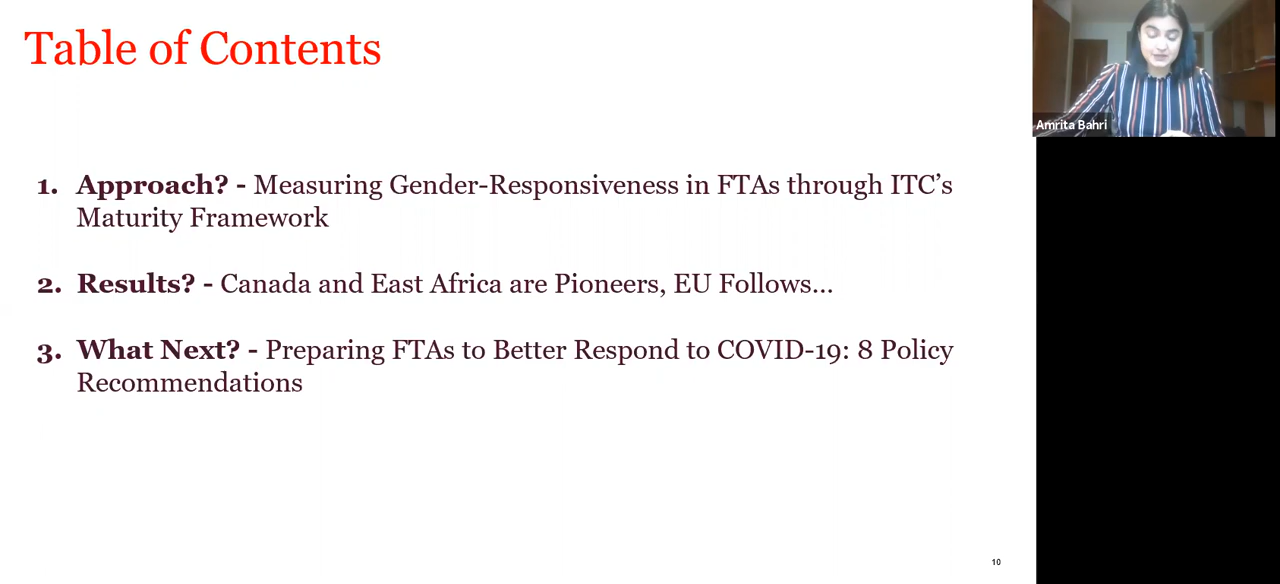 Table of Contents
Amrita Bahri
1. Approach? - Measuring Gender-Responsiveness in FTAs through ITC’s
Maturity Framework
2. Results? - Canada and East Africa are Pioneers, EU Follows...
3. What Next? - Preparing FTAs to Better Respond to COVID-19: 8 Policy
Recommendations
10